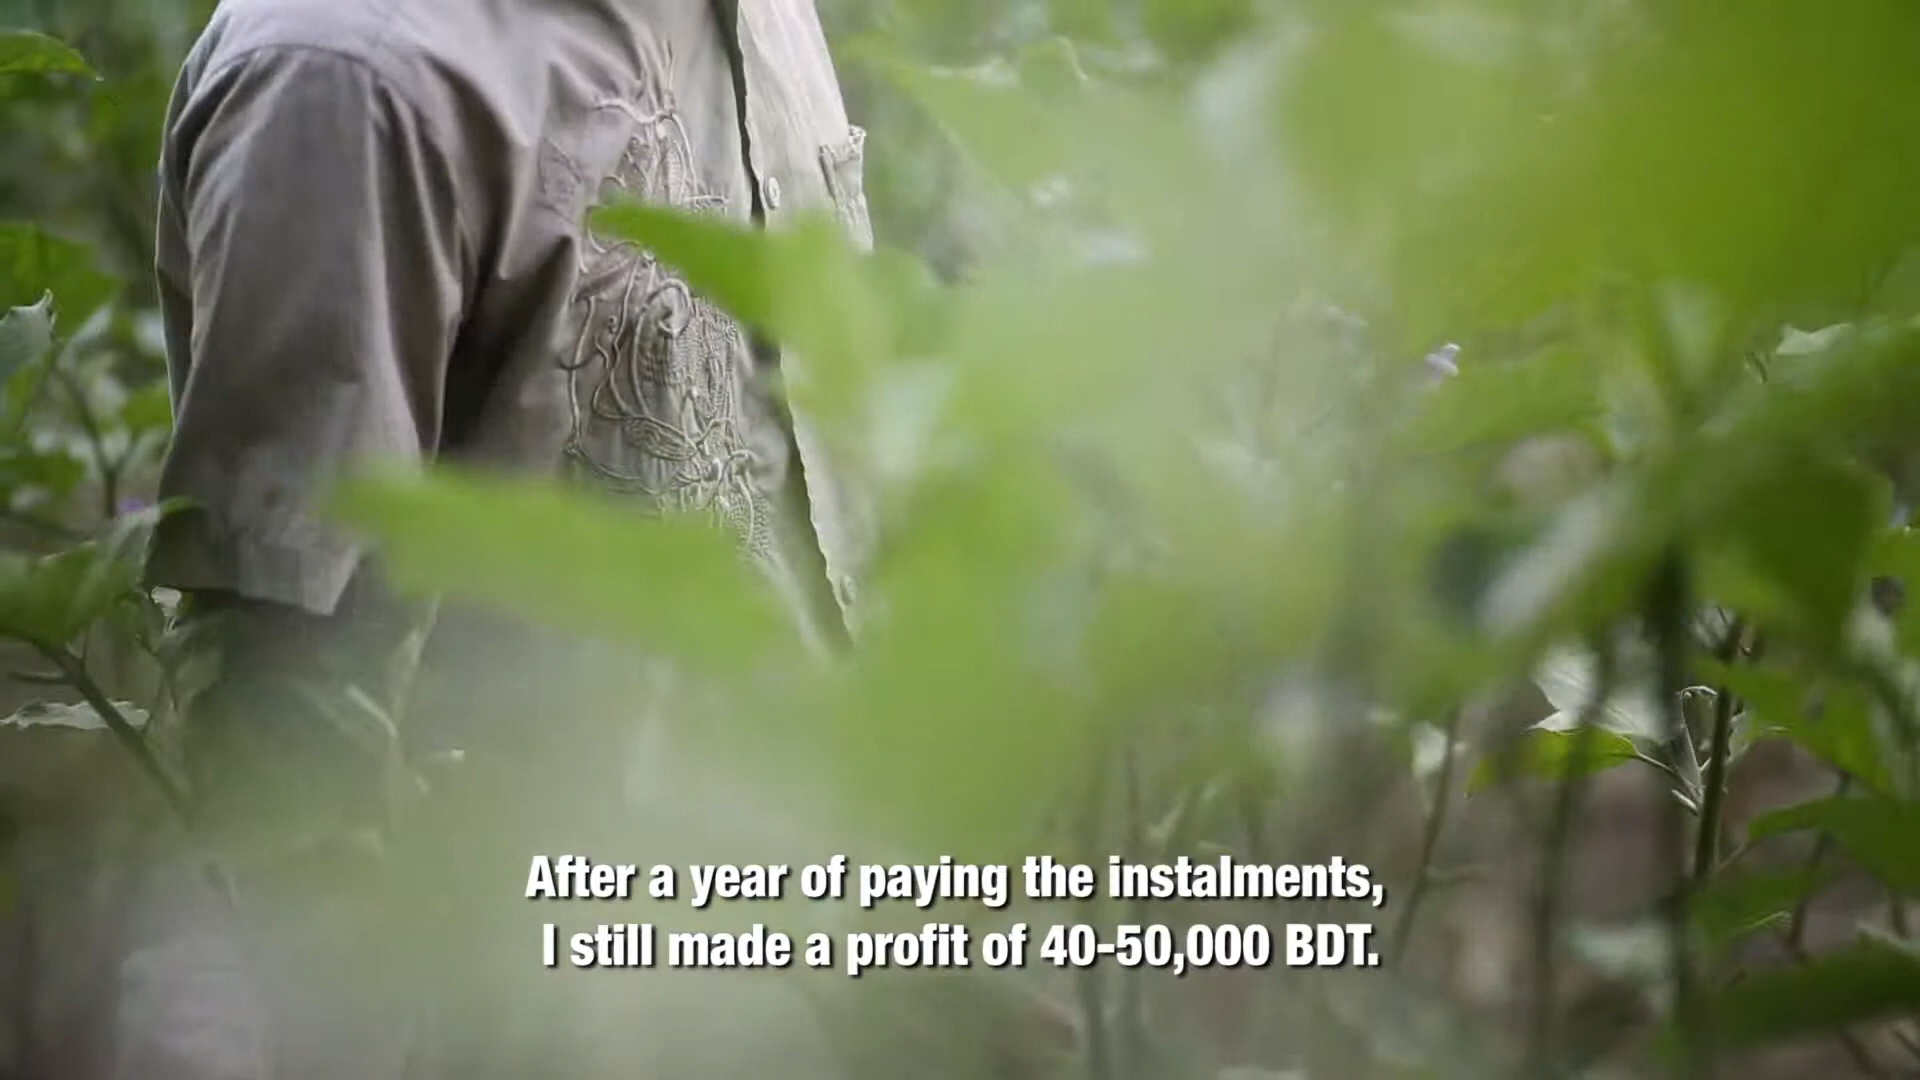 After a year of paying the instalments,
I still made a profit of 40-50,000 BDT.